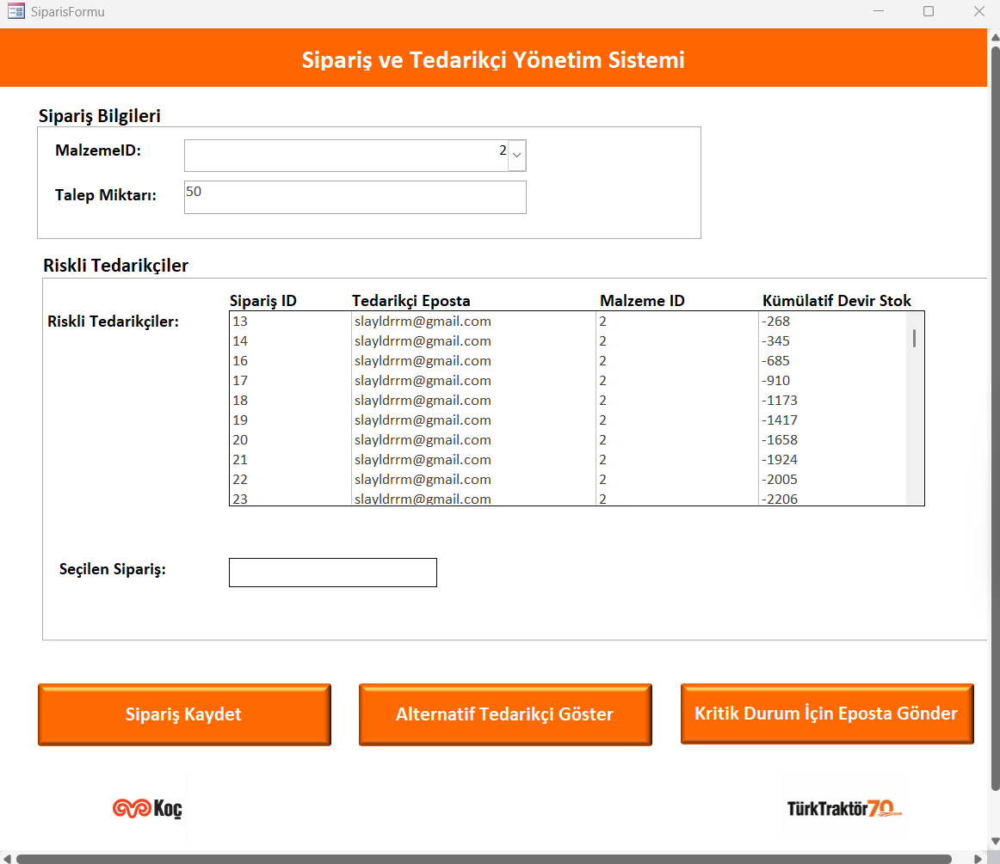 SiparisFormu
Sipariş ve Tedarikçi Yönetim Sistemi
Sipariş Bilgileri
MalzemeID: 2
Talep Miktarı: 50
Riskli Tedarikçiler
Sipariş ID Tedarikçi Eposta Malzeme ID Kümülatif Devir Stok
Riskli Tedarikçiler: 13 slayldrrm@gmail.com 2 -268
14 slayldrrm@gmail.com 2 -345
16 slayldrrm@gmail.com 2 -685
17 slayldrrm@gmail.com 2 -910
18 slayldrrm@gmail.com 2 -1173
19 slayldrrm@gmail.com 2 -1417
20 slayldrrm@gmail.com 2 -1658
21 slayldrrm@gmail.com 2 -1924
22 slayldrrm@gmail.com 2 -2005
23 slayldrrm@gmail.com 2 -2206
Seçilen Sipariş:
Sipariş Kaydet Alternatif Tedarikçi Göster Kritik Durum İçin Eposta Gönder
Koç TürkTraktör 70